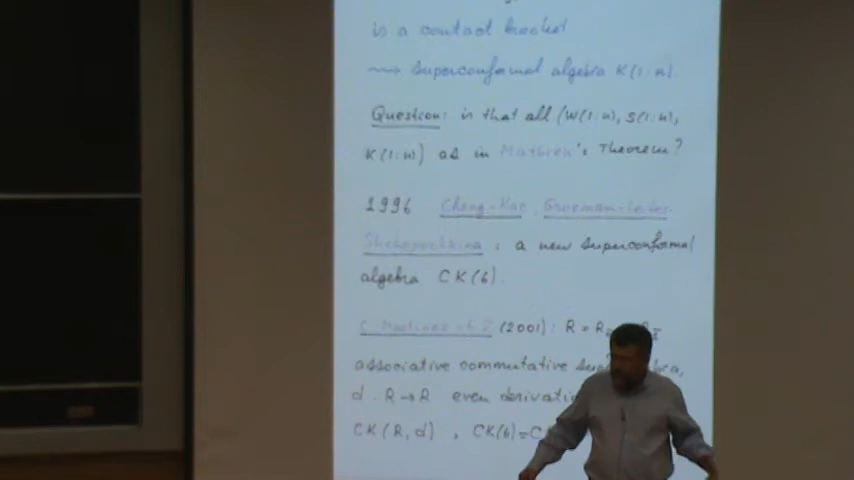 is a contact bracket
⟿ superconformal algebra K(1:n).
Question: is that all (W(1:n), S(1:n),
K(1:n)) as in Mathieu's Theorem?
1996 Cheng-Kac, Grozman-Leites-
Shchepochkina : a new superconformal
algebra CK(6).
C. Martinez (2001): R = R
associative commutative
d : R → R even
CK(R, d) , CK(6) = C